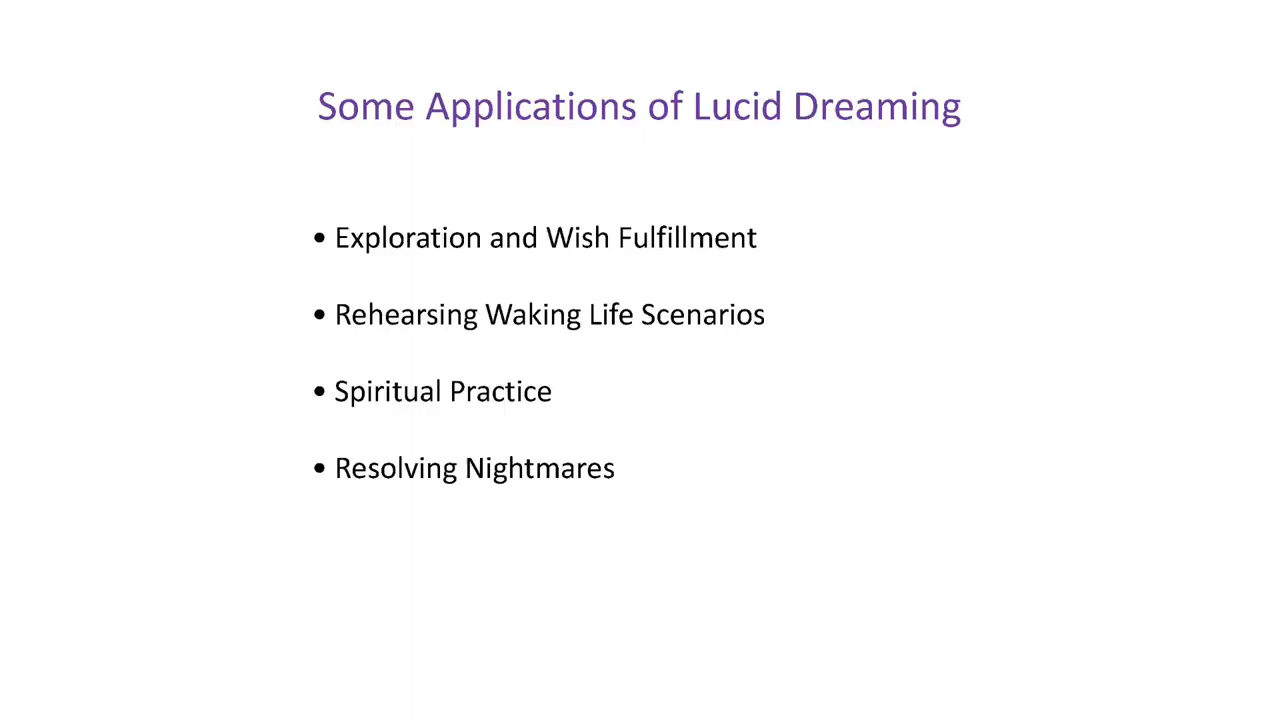 Some Applications of Lucid Dreaming
• Exploration and Wish Fulfillment
• Rehearsing Waking Life Scenarios
• Spiritual Practice
• Resolving Nightmares